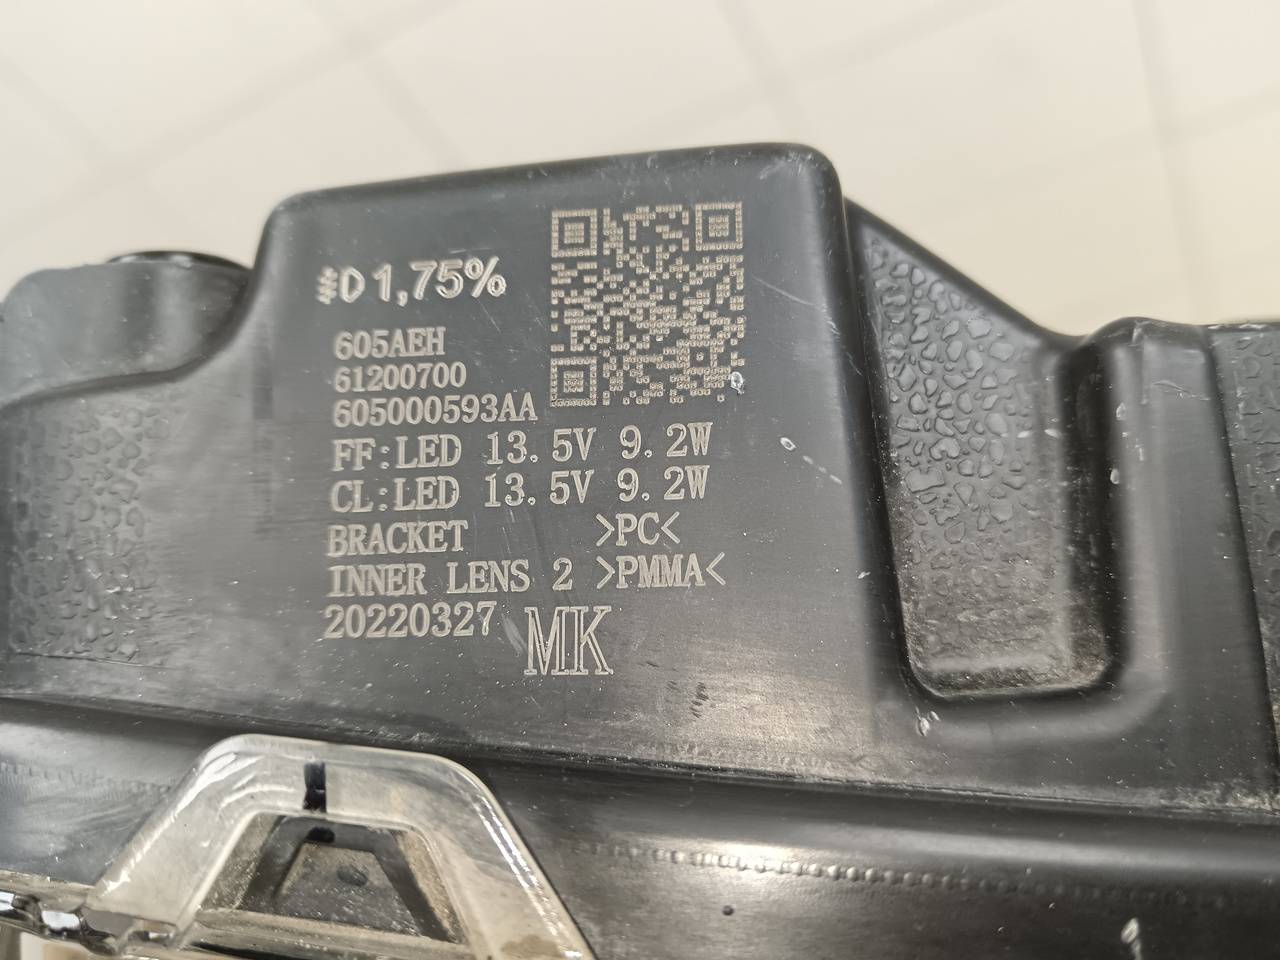 D 1,75%
605AEH
61200700
605000593AA
FF:LED 13.5V 9.2W
CL:LED 13.5V 9.2W
BRACKET >PC<
INNER LENS 2 >PMMA<
20220327 MK